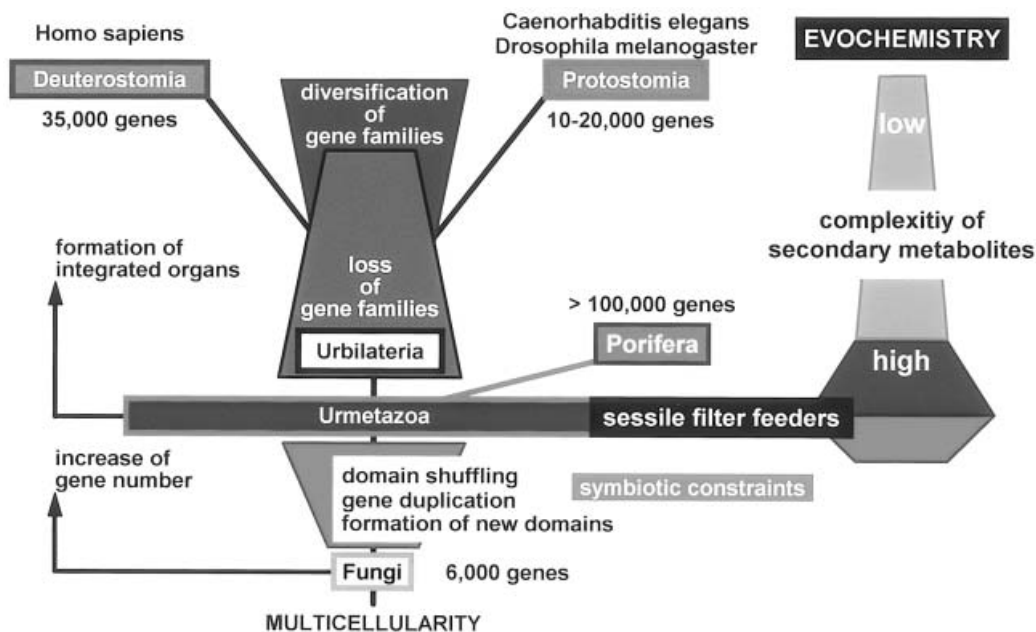 Homo sapiens
Deuterostomia
35,000 genes
diversification
of
gene families
Caenorhabditis elegans
Drosophila melanogaster
Protostomia
10-20,000 genes
EVOCHEMISTRY
low
complexitiy of
secondary metabolites
high
formation of
integrated organs
loss
of
gene families
Urbilateria
> 100,000 genes
Porifera
Urmetazoa
sessile filter feeders
increase of
gene number
domain shuffling
gene duplication
formation of new domains
symbiotic constraints
Fungi
6,000 genes
MULTICELLULARITY